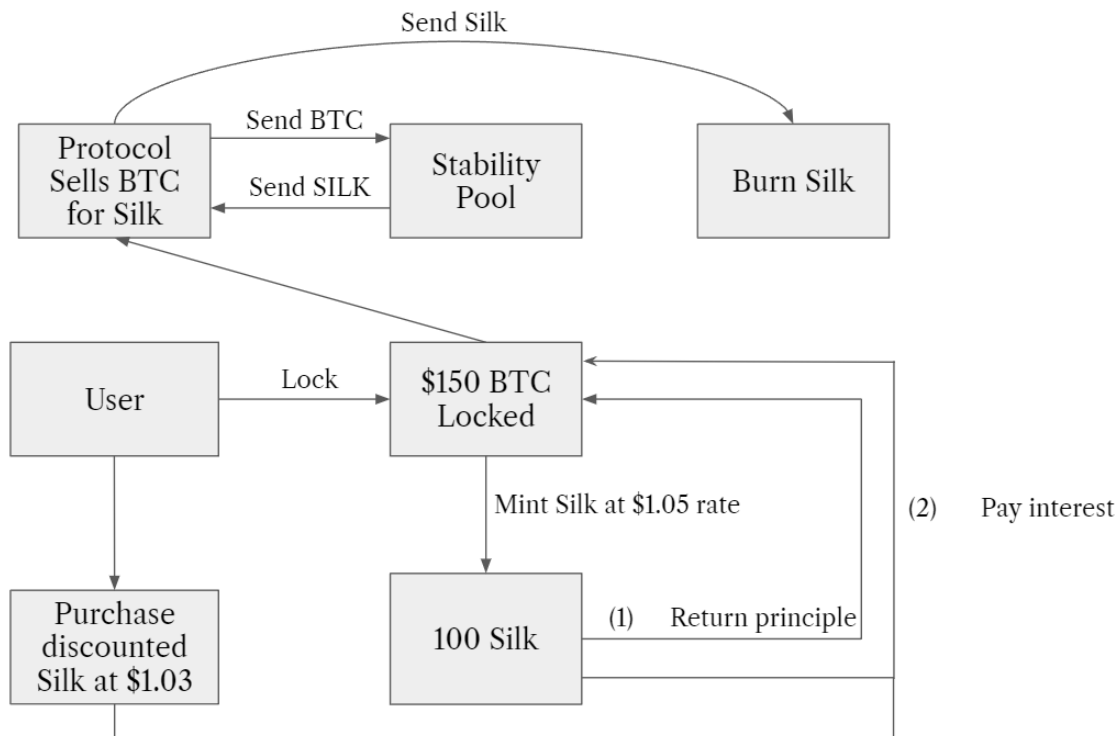 Send Silk
Protocol
Sells BTC
for Silk
Send BTC
Send SILK
Stability
Pool
Burn Silk
User
Lock
$150 BTC
Locked
Mint Silk at $1.05 rate
(2) Pay interest
Purchase
discounted
Silk at $1.03
100 Silk
(1) Return principle